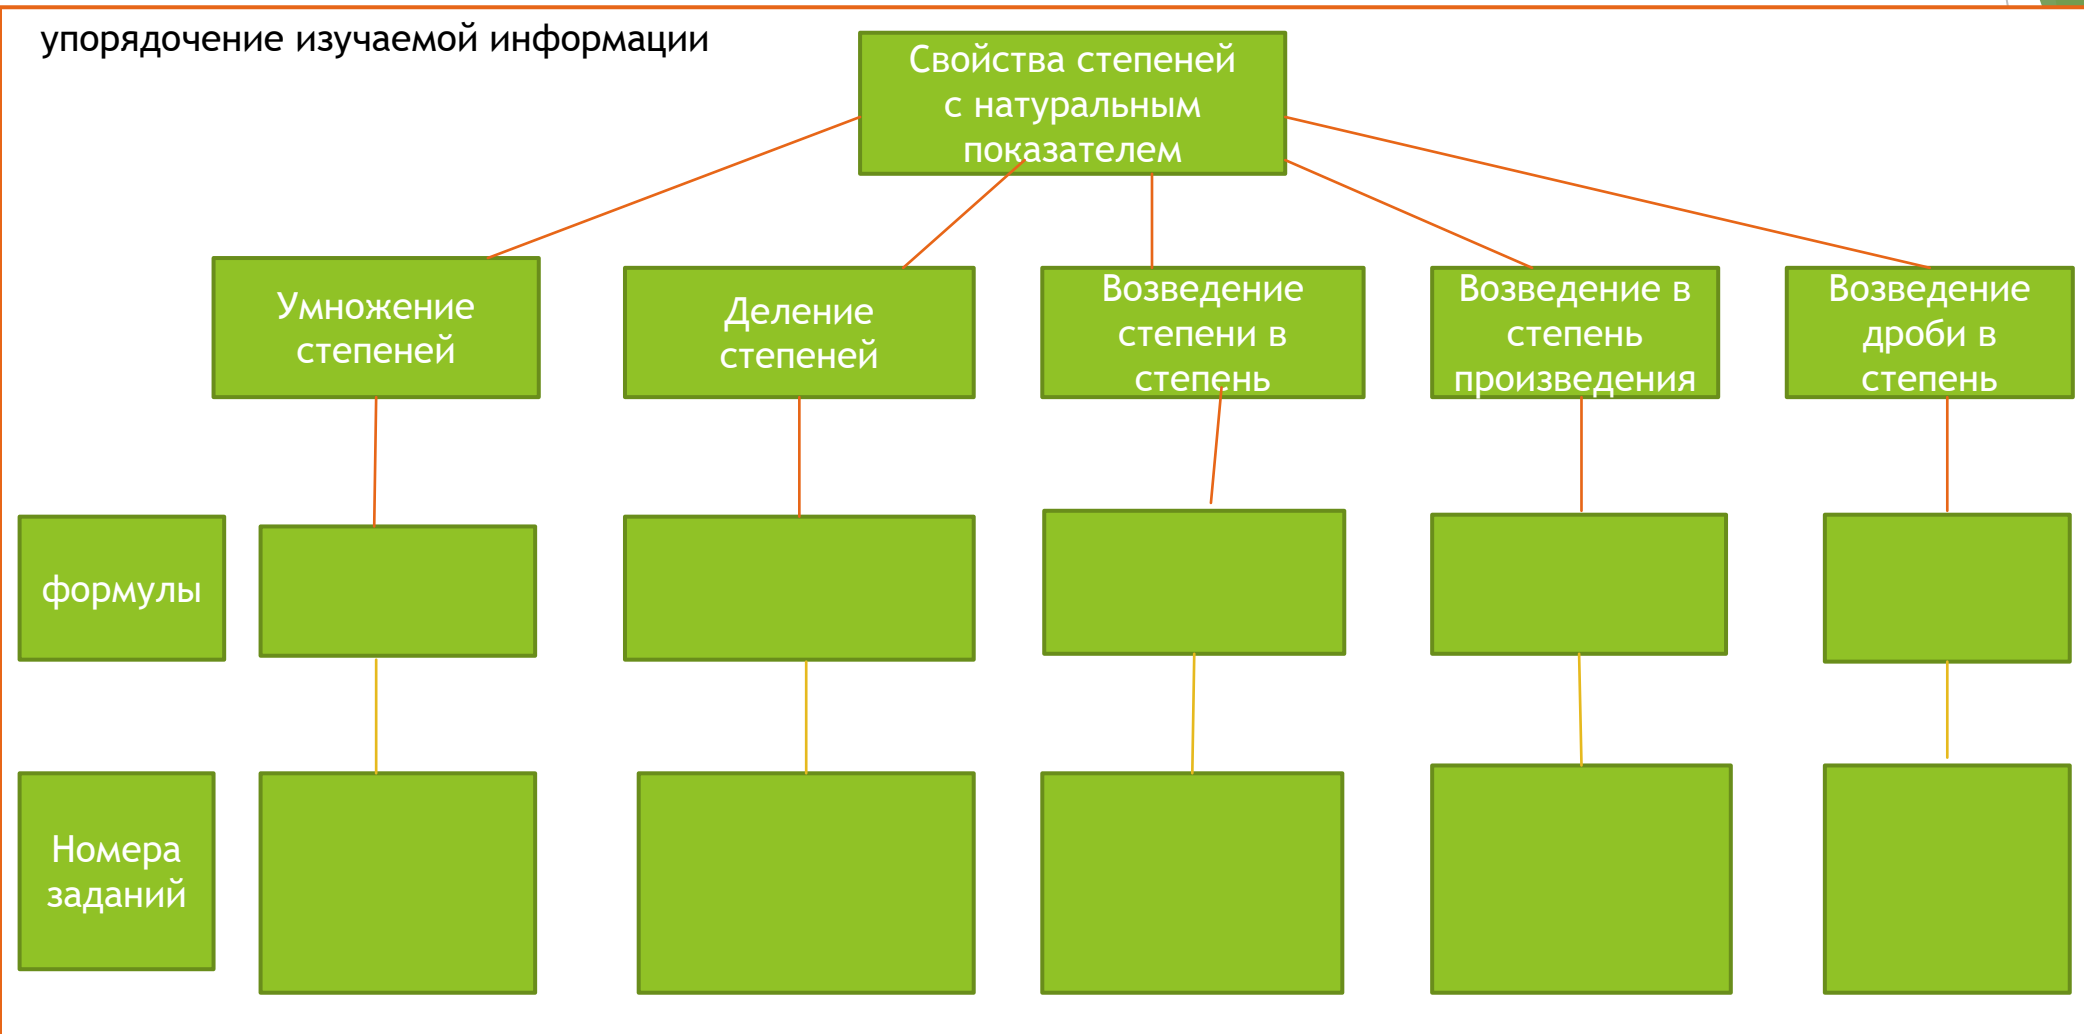 упорядочение изучаемой информации
Свойства степеней
с натуральным
показателем
Умножение
степеней
Деление
степеней
Возведение
степени в
степень
Возведение в
степень
произведения
Возведение
дроби в
степень
формулы
Номера
заданий